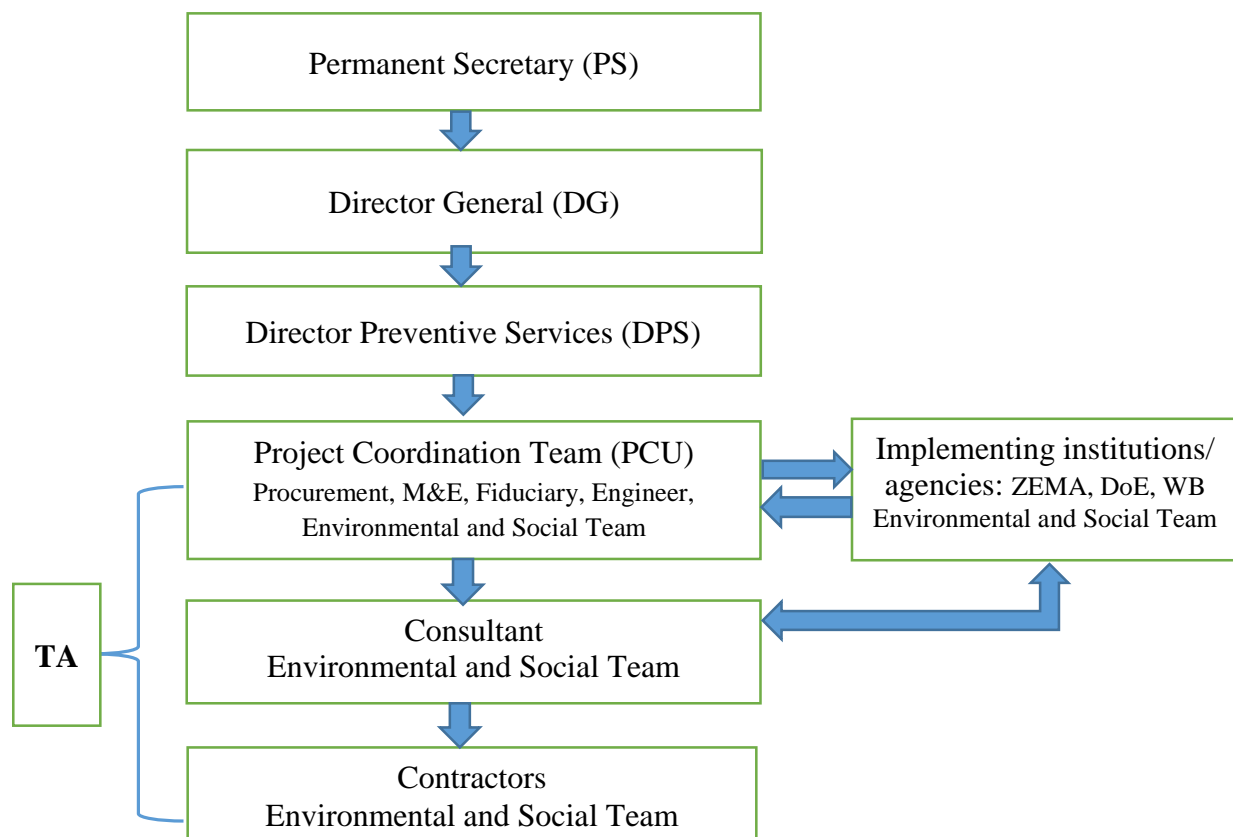 Permanent Secretary (PS)
Director General (DG)
Director Preventive Services (DPS)
Project Coordination Team (PCU)
Procurement, M&E, Fiduciary, Engineer,
Environmental and Social Team
Implementing institutions/
agencies: ZEMA, DoE, WB
Environmental and Social Team
TA
Consultant
Environmental and Social Team
Contractors
Environmental and Social Team